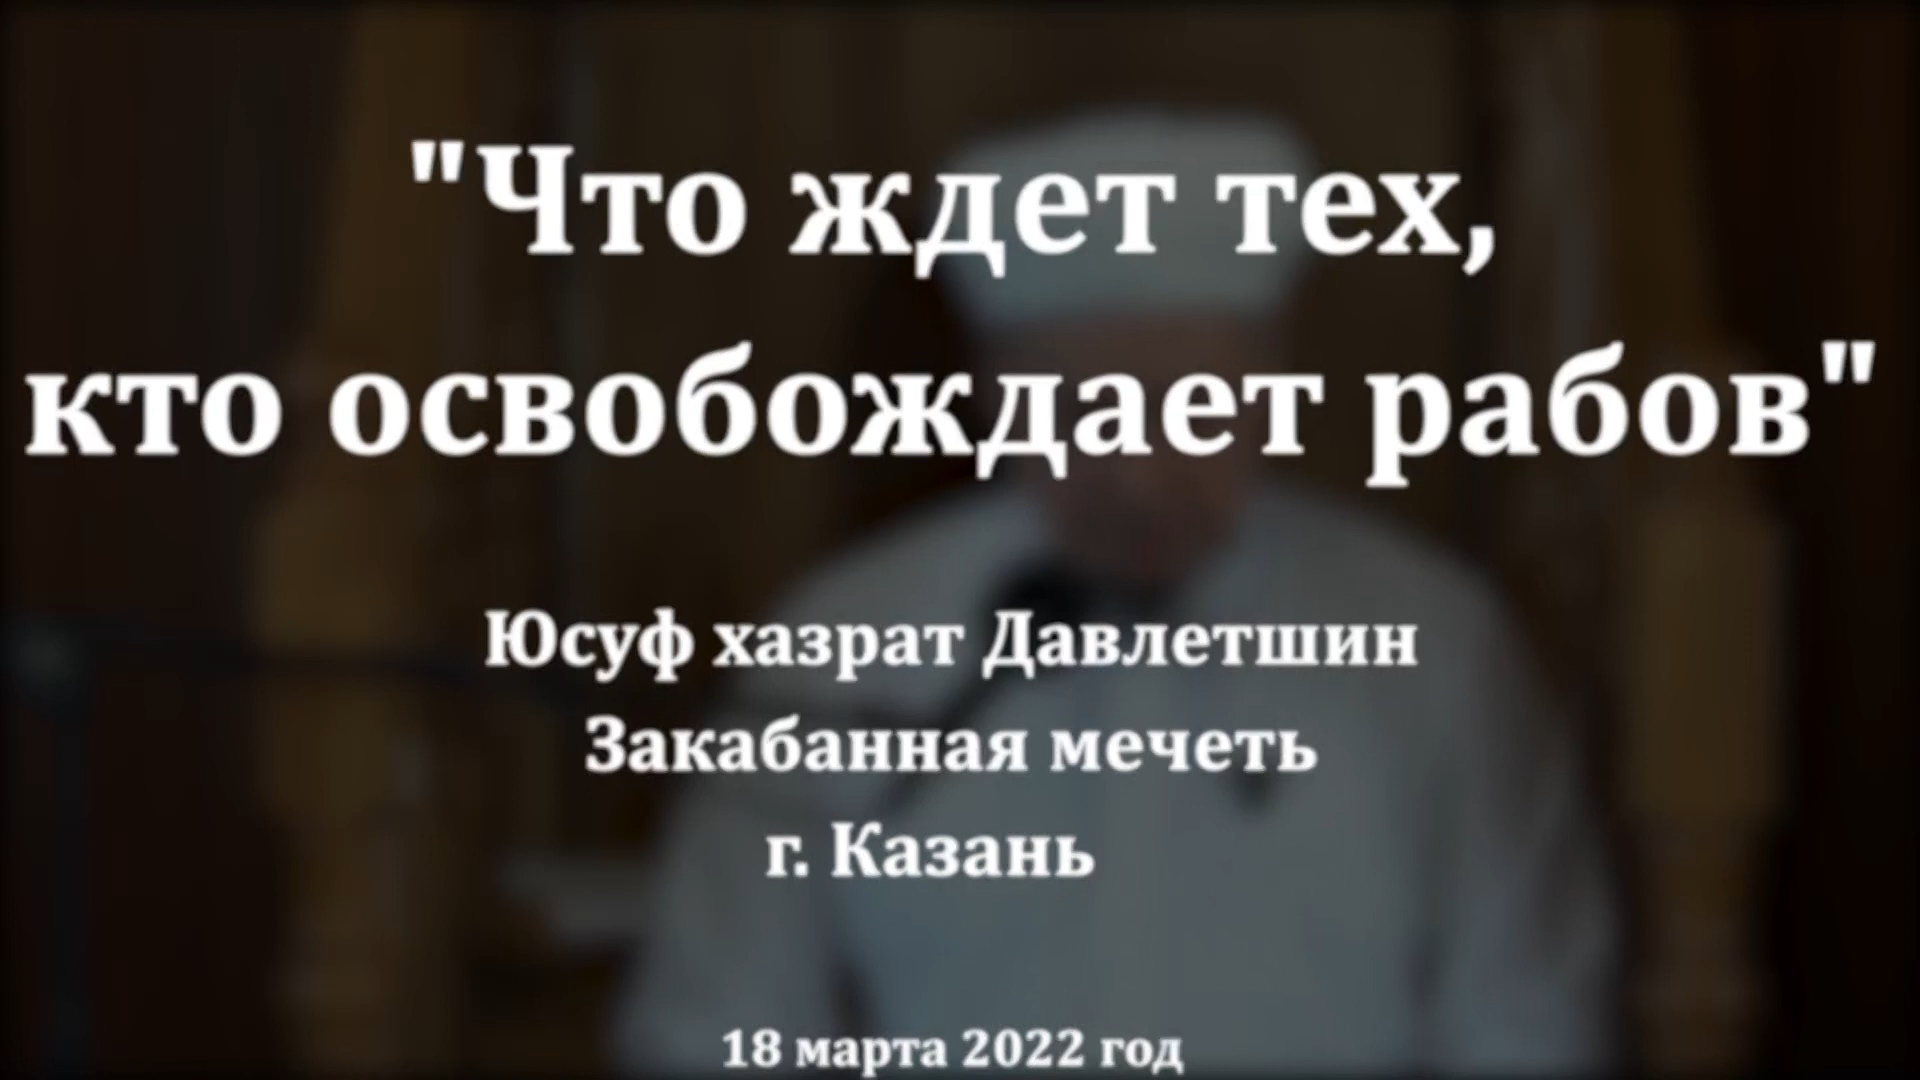 "Что ждет тех,
кто освобождает рабов"
Юсуф хазрат Давлетшин
Закабанная мечеть
г. Казань
18 марта 2022 год